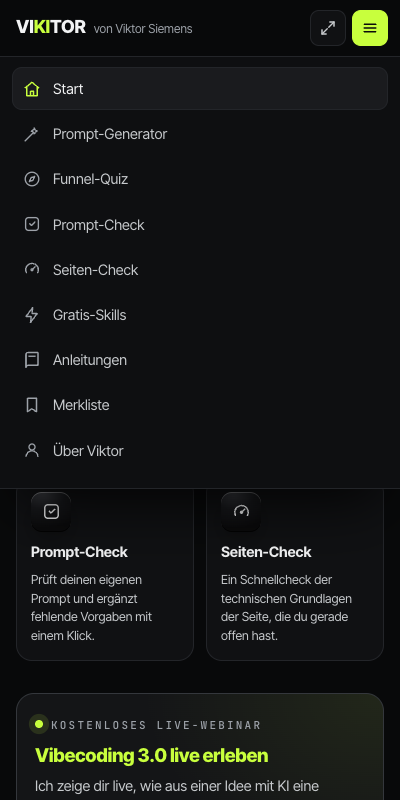 VIKITOR von Viktor Siemens
Start
Prompt-Generator
Funnel-Quiz
Prompt-Check
Seiten-Check
Gratis-Skills
Anleitungen
Merkliste
Über Viktor
Prompt-Check
Prüft deinen eigenen
Prompt und ergänzt
fehlende Vorgaben mit
einem Klick.
Seiten-Check
Ein Schnellcheck der
technischen Grundlagen
der Seite, die du gerade
offen hast.
KOSTENLOSES LIVE-WEBINAR
Vibecoding 3.0 live erleben
Ich zeige dir live, wie aus einer Idee mit KI eine